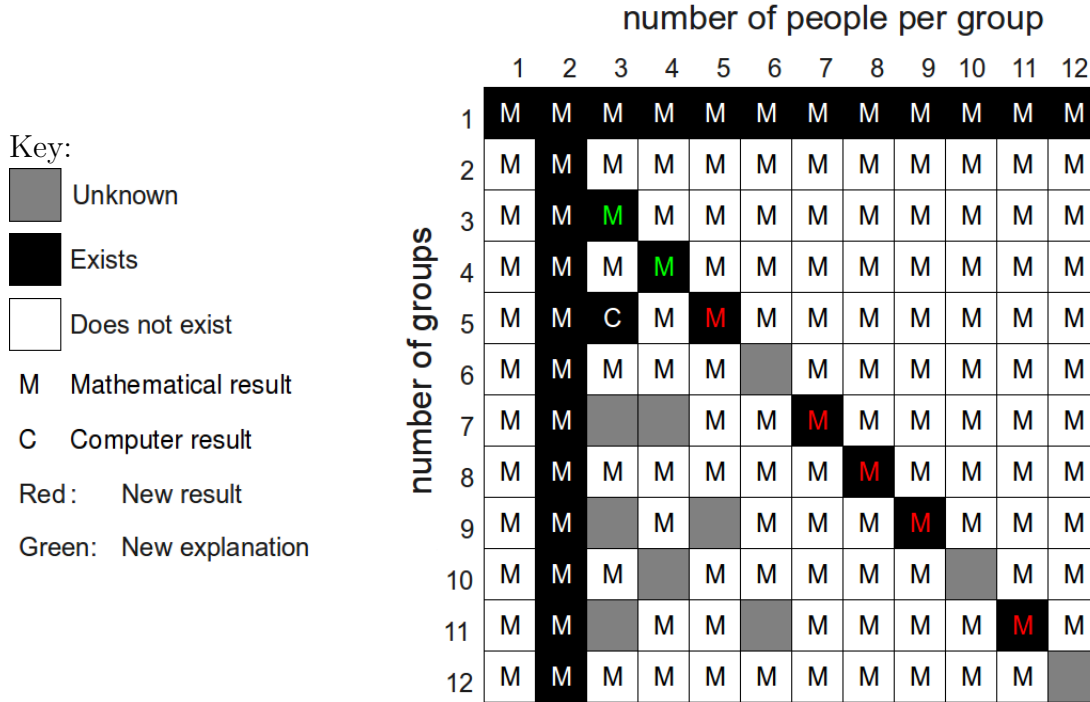 number of people per group
1 2 3 4 5 6 7 8 9 10 11 12
Key:
Unknown
Exists
Does not exist
M Mathematical result
C Computer result
Red: New result
Green: New explanation
number of groups
1 M M M M M M M M M M M M
2 M M M M M M M M M M M M
3 M M M M M M M M M M M M
4 M M M M M M M M M M M M
5 M M C M M M M M M M M M
6 M M M M M M M M M M M
7 M M M M M M M M M M
8 M M M M M M M M M M M M
9 M M M M M M M M M M
10 M M M M M M M M M M
11 M M M M M M M M M M
12 M M M M M M M M M M M